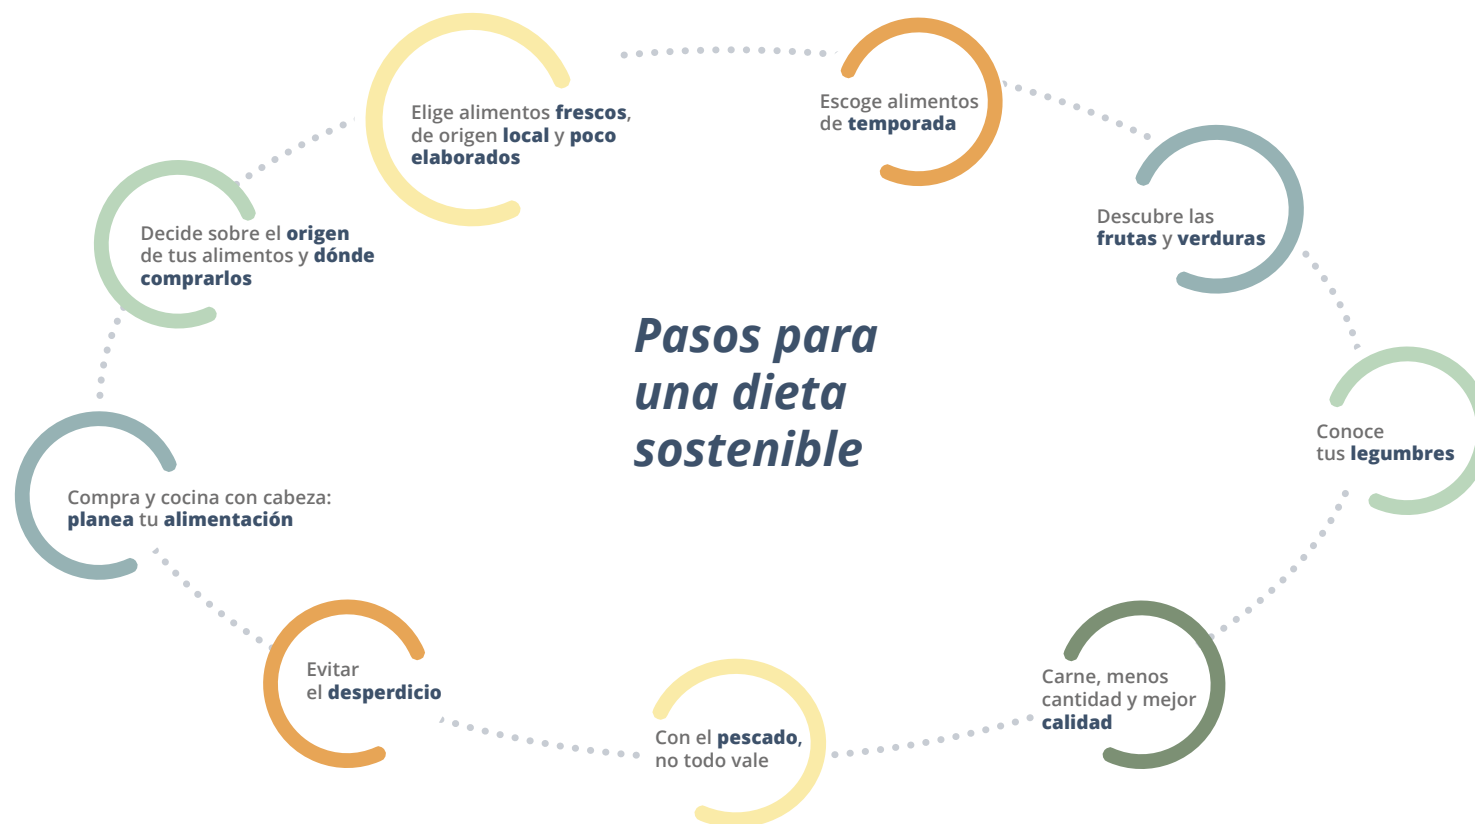 Elige alimentos frescos,
de origen local y poco
elaborados
Escoge alimentos
de temporada
Descubre las
frutas y verduras
Decide sobre el origen
de tus alimentos y dónde
comprarlos
Pasos para
una dieta
sostenible
Conoce
tus legumbres
Compra y cocina con cabeza:
planea tu alimentación
Evitar
el desperdicio
Con el pescado,
no todo vale
Carne, menos
cantidad y mejor
calidad